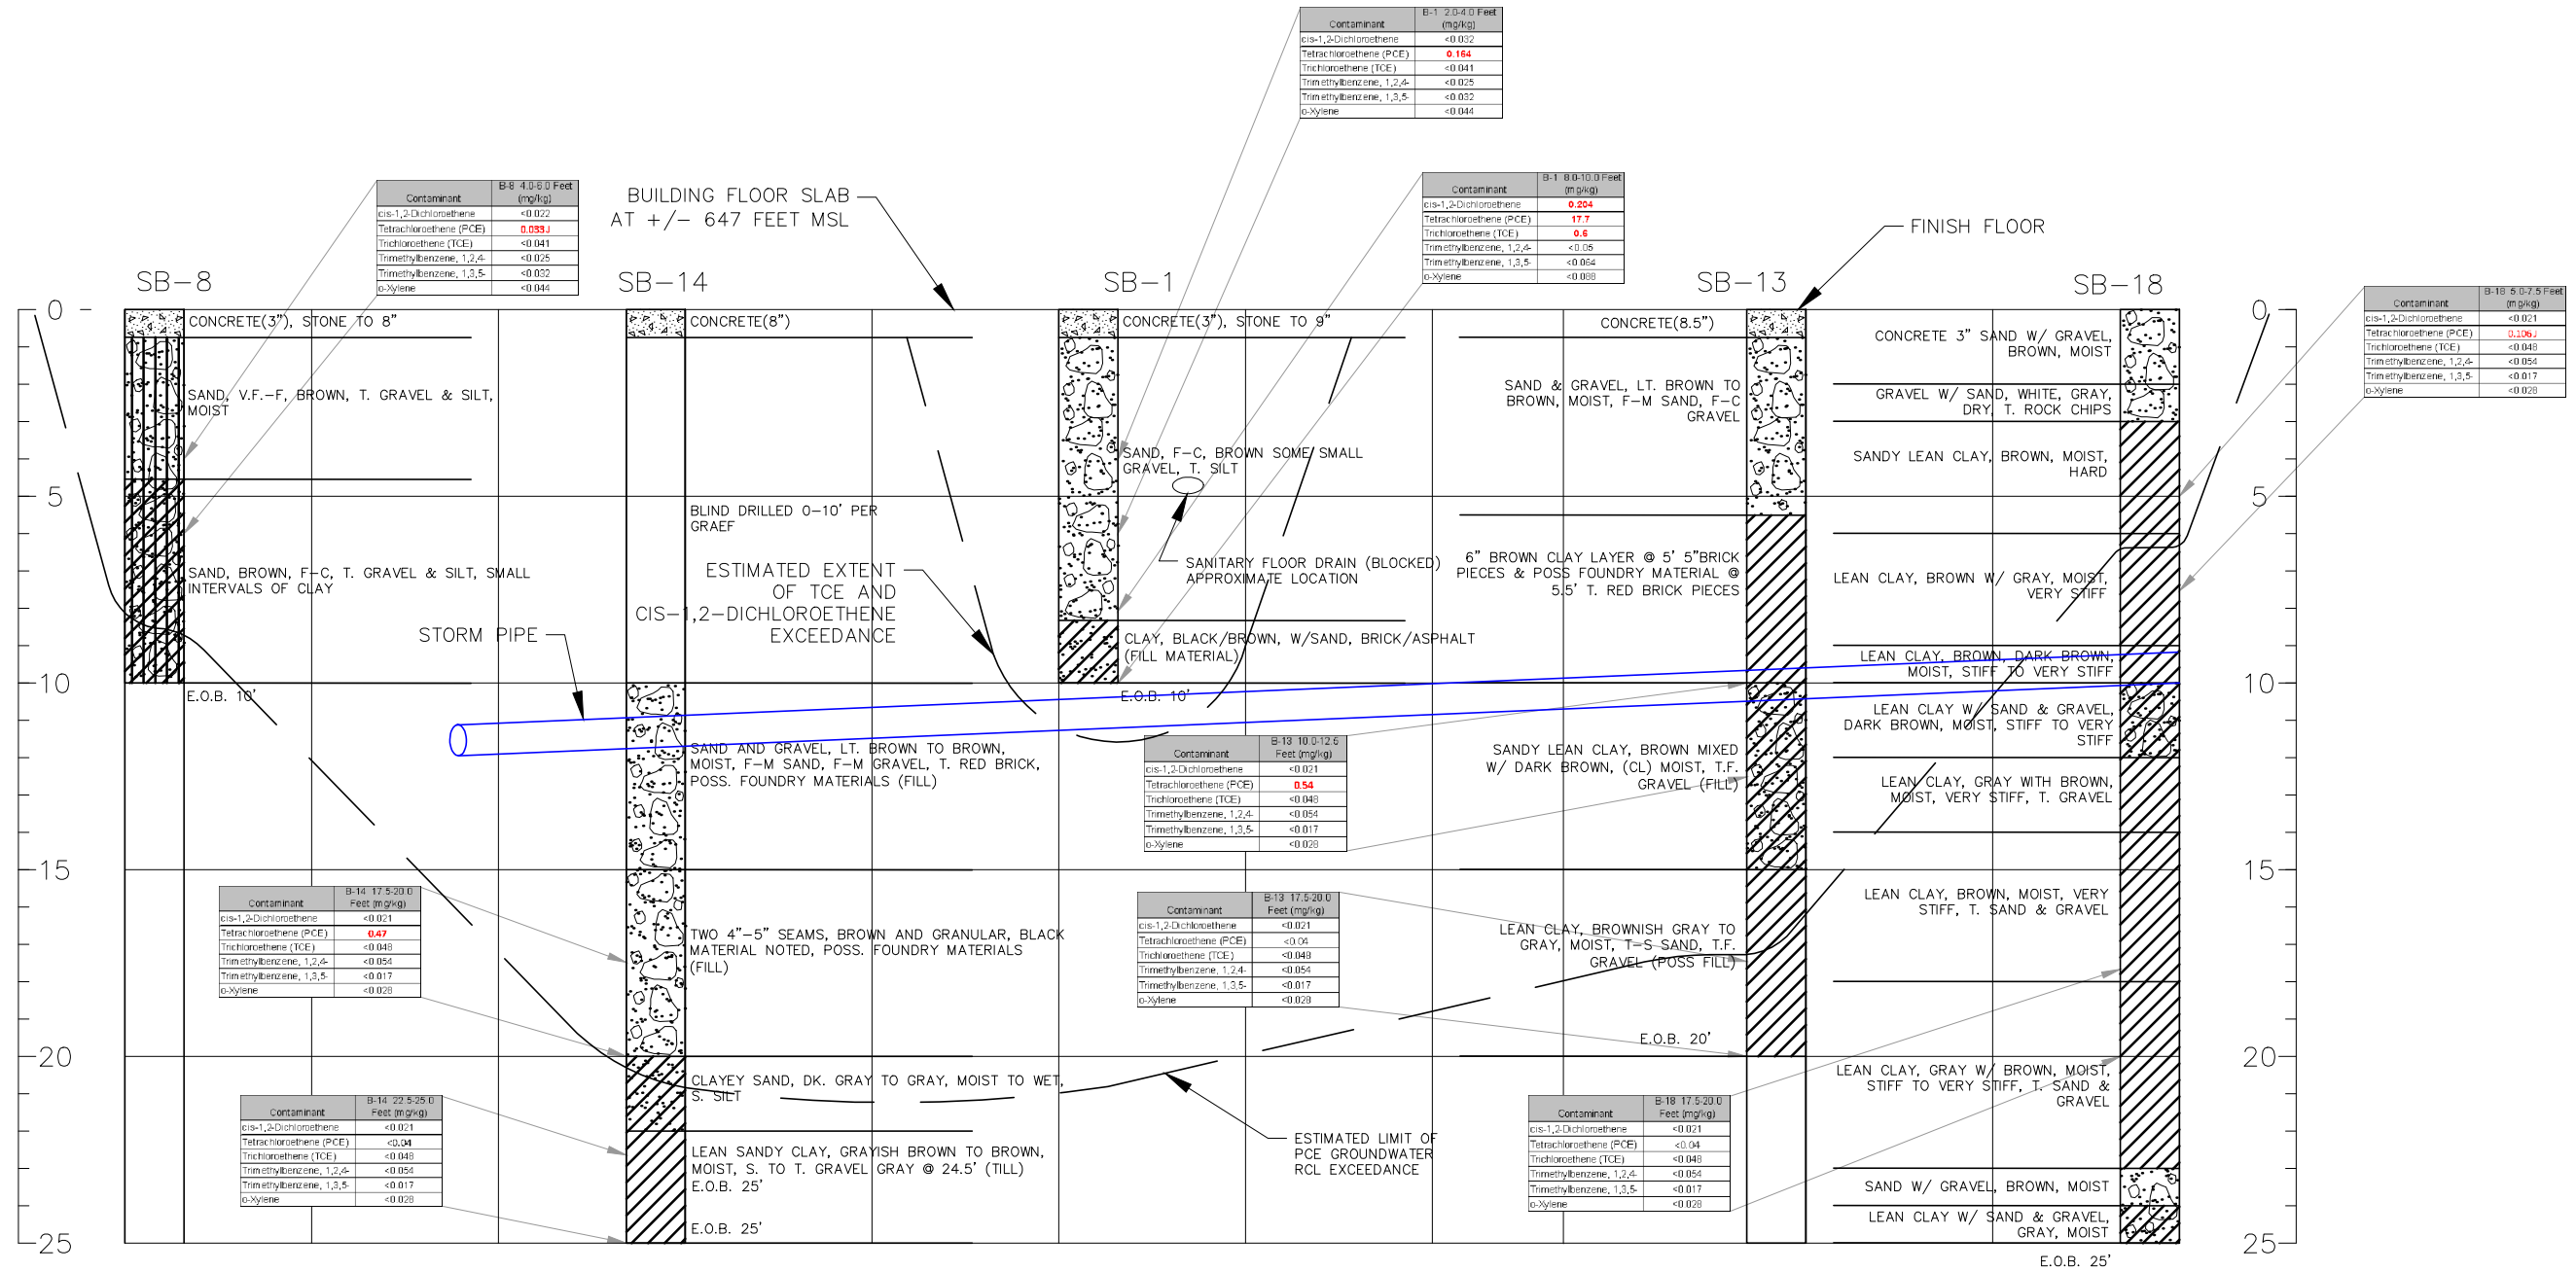 Contaminant B-1 2.0-4.0 Feet (mg/kg)
cis-1,2-Dichloroethene <0.032
Tetrachloroethene (PCE) 0.164
Trichloroethene (TCE) <0.041
Trimethylbenzene, 1,2,4- <0.025
Trimethylbenzene, 1,3,5- <0.032
o-Xylene <0.044
Contaminant B-8 4.0-6.0 Feet (mg/kg)
cis-1,2-Dichloroethene <0.022
Tetrachloroethene (PCE) 0.033J
Trichloroethene (TCE) <0.041
Trimethylbenzene, 1,2,4- <0.025
Trimethylbenzene, 1,3,5- <0.032
o-Xylene <0.044
BUILDING FLOOR SLAB
AT +/- 647 FEET MSL
Contaminant B-1 8.0-10.0 Feet (mg/kg)
cis-1,2-Dichloroethene 0.204
Tetrachloroethene (PCE) 17.7
Trichloroethene (TCE) 0.6
Trimethylbenzene, 1,2,4- <0.05
Trimethylbenzene, 1,3,5- <0.064
o-Xylene <0.088
FINISH FLOOR
Contaminant B-18 5.0-7.5 Feet (mg/kg)
cis-1,2-Dichloroethene <0.021
Tetrachloroethene (PCE) 0.106J
Trichloroethene (TCE) <0.048
Trimethylbenzene, 1,2,4- <0.054
Trimethylbenzene, 1,3,5- <0.017
o-Xylene <0.028
SB-8
SB-14
SB-1
SB-13
SB-18
0
5
10
15
20
25
CONCRETE(3"), STONE TO 8"
SAND, V.F.-F, BROWN, T. GRAVEL & SILT,
MOIST
SAND, BROWN, F-C, T. GRAVEL & SILT, SMALL
INTERVALS OF CLAY
E.O.B. 10'
STORM PIPE
CONCRETE(8")
BLIND DRILLED 0-10' PER
GRAEF
ESTIMATED EXTENT
OF TCE AND
CIS-1,2-DICHLOROETHENE
EXCEEDANCE
SAND AND GRAVEL, LT. BROWN TO BROWN,
MOIST, F-M SAND, F-M GRAVEL, T. RED BRICK,
POSS. FOUNDRY MATERIALS (FILL)
TWO 4"-5" SEAMS, BROWN AND GRANULAR, BLACK
MATERIAL NOTED, POSS. FOUNDRY MATERIALS
(FILL)
CLAYEY SAND, DK. GRAY TO GRAY, MOIST TO WET,
S. SILT
LEAN SANDY CLAY, GRAYISH BROWN TO BROWN,
MOIST, S. TO T. GRAVEL GRAY @ 24.5' (TILL)
E.O.B. 25'
E.O.B. 25'
Contaminant B-14 17.5-20.0 Feet (mg/kg)
cis-1,2-Dichloroethene <0.021
Tetrachloroethene (PCE) 0.47
Trichloroethene (TCE) <0.048
Trimethylbenzene, 1,2,4- <0.054
Trimethylbenzene, 1,3,5- <0.017
o-Xylene <0.028
Contaminant B-14 22.5-25.0 Feet (mg/kg)
cis-1,2-Dichloroethene <0.021
Tetrachloroethene (PCE) <0.04
Trichloroethene (TCE) <0.048
Trimethylbenzene, 1,2,4- <0.054
Trimethylbenzene, 1,3,5- <0.017
o-Xylene <0.028
CONCRETE(3"), STONE TO 9"
SAND, F-C, BROWN SOME SMALL
GRAVEL, T. SILT
SANITARY FLOOR DRAIN (BLOCKED)
APPROXIMATE LOCATION
CLAY, BLACK/BROWN, W/SAND, BRICK/ASPHALT
(FILL MATERIAL)
E.O.B. 10'
Contaminant B-13 10.0-12.5 Feet (mg/kg)
cis-1,2-Dichloroethene <0.021
Tetrachloroethene (PCE) 0.54
Trichloroethene (TCE) <0.048
Trimethylbenzene, 1,2,4- <0.054
Trimethylbenzene, 1,3,5- <0.017
o-Xylene <0.028
Contaminant B-13 17.5-20.0 Feet (mg/kg)
cis-1,2-Dichloroethene <0.021
Tetrachloroethene (PCE) <0.04
Trichloroethene (TCE) <0.048
Trimethylbenzene, 1,2,4- <0.054
Trimethylbenzene, 1,3,5- <0.017
o-Xylene <0.028
ESTIMATED LIMIT OF
PCE GROUNDWATER
RCL EXCEEDANCE
CONCRETE(8.5")
SAND & GRAVEL, LT. BROWN TO
BROWN, MOIST, F-M SAND, F-C
GRAVEL
6" BROWN CLAY LAYER @ 5' 5"BRICK
PIECES & POSS FOUNDRY MATERIAL @
5.5' T. RED BRICK PIECES
SANDY LEAN CLAY, BROWN MIXED
W/ DARK BROWN, (CL) MOIST, T.F.
GRAVEL (FILL)
LEAN CLAY, BROWNISH GRAY TO
GRAY, MOIST, T-S SAND, T.F.
GRAVEL (POSS FILL)
E.O.B. 20'
Contaminant B-18 17.5-20.0 Feet (mg/kg)
cis-1,2-Dichloroethene <0.021
Tetrachloroethene (PCE) <0.04
Trichloroethene (TCE) <0.048
Trimethylbenzene, 1,2,4- <0.054
Trimethylbenzene, 1,3,5- <0.017
o-Xylene <0.028
CONCRETE 3" SAND W/ GRAVEL,
BROWN, MOIST
GRAVEL W/ SAND, WHITE, GRAY,
DRY, T. ROCK CHIPS
SANDY LEAN CLAY, BROWN, MOIST,
HARD
LEAN CLAY, BROWN W/ GRAY, MOIST,
VERY STIFF
LEAN CLAY, BROWN, DARK BROWN,
MOIST, STIFF TO VERY STIFF
LEAN CLAY W/ SAND & GRAVEL,
DARK BROWN, MOIST, STIFF TO VERY
STIFF
LEAN CLAY, GRAY WITH BROWN,
MOIST, VERY STIFF, T. GRAVEL
LEAN CLAY, BROWN, MOIST, VERY
STIFF, T. SAND & GRAVEL
LEAN CLAY, GRAY W/ BROWN, MOIST,
STIFF TO VERY STIFF, T. SAND &
GRAVEL
SAND W/ GRAVEL, BROWN, MOIST
LEAN CLAY W/ SAND & GRAVEL,
GRAY, MOIST
E.O.B. 25'
0
5
10
15
20
25